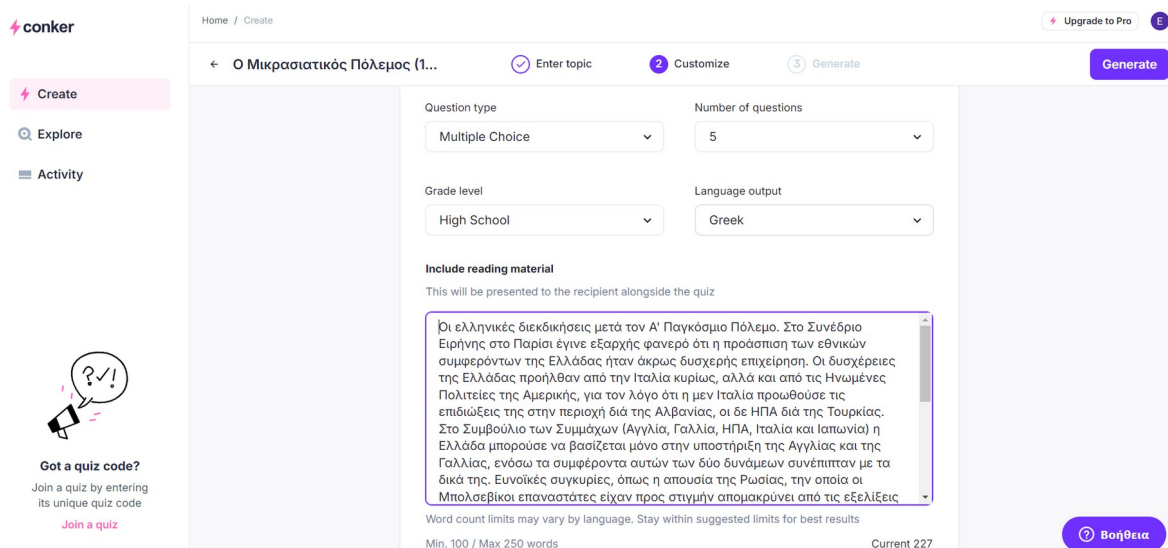 conker
Home / Create
Upgrade to Pro
E
← Ο Μικρασιατικός Πόλεμος (1...
Enter topic
2 Customize
3 Generate
Generate
Create
Explore
Activity
Question type
Number of questions
Multiple Choice
5
Grade level
Language output
High School
Greek
Include reading material
This will be presented to the recipient alongside the quiz
Οι ελληνικές διεκδικήσεις μετά τον Α' Παγκόσμιο Πόλεμο. Στο Συνέδριο
Ειρήνης στο Παρίσι έγινε εξαρχής φανερό ότι η προάσπιση των εθνικών
συμφερόντων της Ελλάδας ήταν άκρως δυσχερής επιχείρηση. Οι δυσχέρειες
της Ελλάδας προήλθαν από την Ιταλία κυρίως, αλλά και από τις Ηνωμένες
Πολιτείες της Αμερικής, για τον λόγο ότι η μεν Ιταλία προωθούσε τις
επιδιώξεις της στην περιοχή διά της Αλβανίας, οι δε ΗΠΑ διά της Τουρκίας.
Στο Συμβούλιο των Συμμάχων (Αγγλία, Γαλλία, ΗΠΑ, Ιταλία και Ιαπωνία) η
Ελλάδα μπορούσε να βασίζεται μόνο στην υποστήριξη της Αγγλίας και της
Γαλλίας, ενόσω τα συμφέροντα αυτών των δύο δυνάμεων συνέπιπταν με τα
δικά της. Ευνοϊκές συγκυρίες, όπως η απουσία της Ρωσίας, την οποία οι
Μπολσεβίκοι επαναστάτες είχαν προς στιγμήν απομακρύνει από τις εξελίξεις
Word count limits may vary by language. Stay within suggested limits for best results
Min. 100 / Max 250 words
Current 227
?✓!
Got a quiz code?
Join a quiz by entering
its unique quiz code
Join a quiz
? Βοήθεια